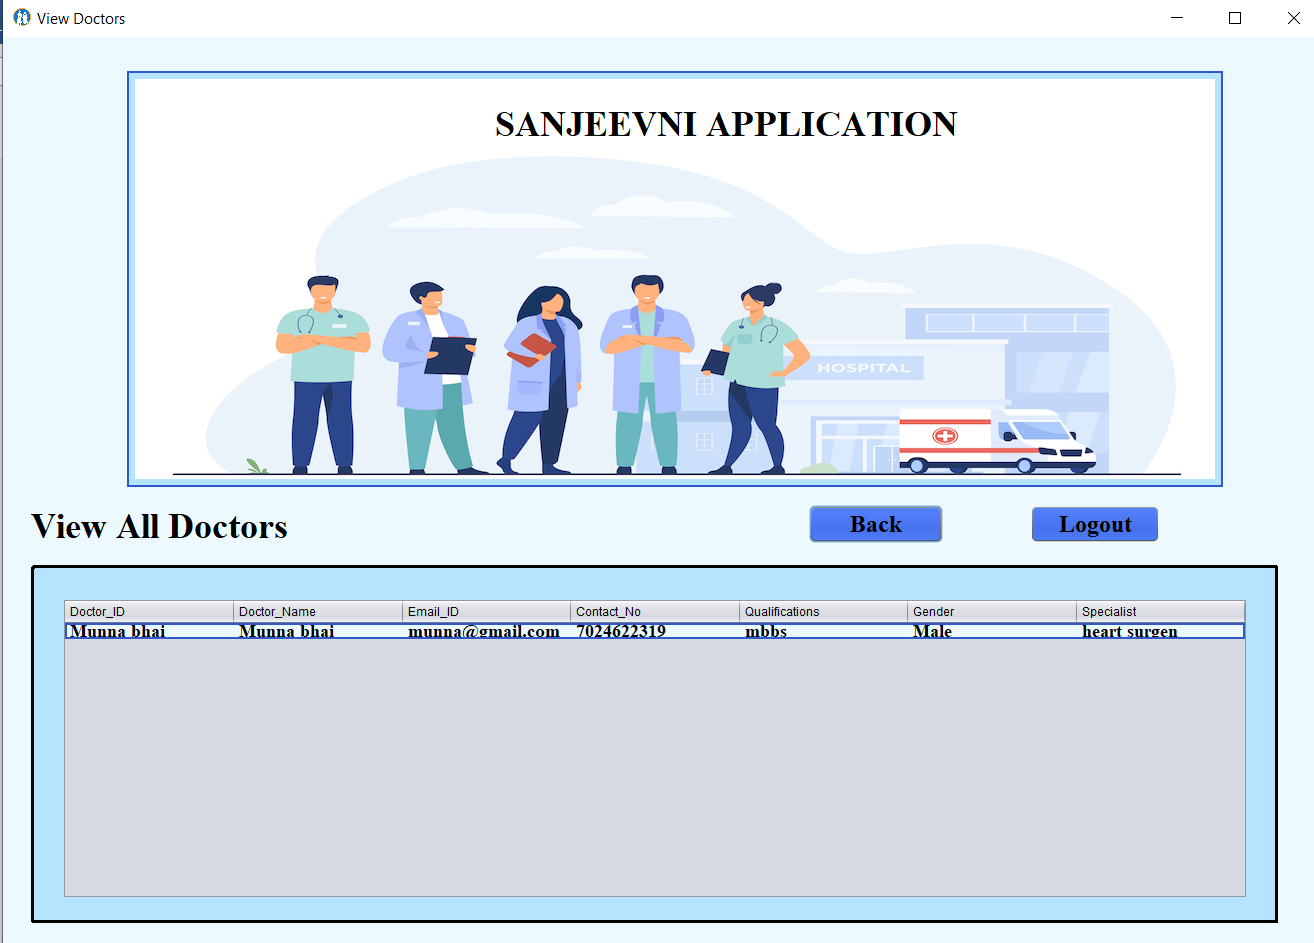 View Doctors
SANJEEVNI APPLICATION
HOSPITAL
View All Doctors Back Logout
Doctor_ID Doctor_Name Email_ID Contact_No Qualifications Gender Specialist
Munna bhai Munna bhai munna@gmail.com 7024622319 mbbs Male heart surgen